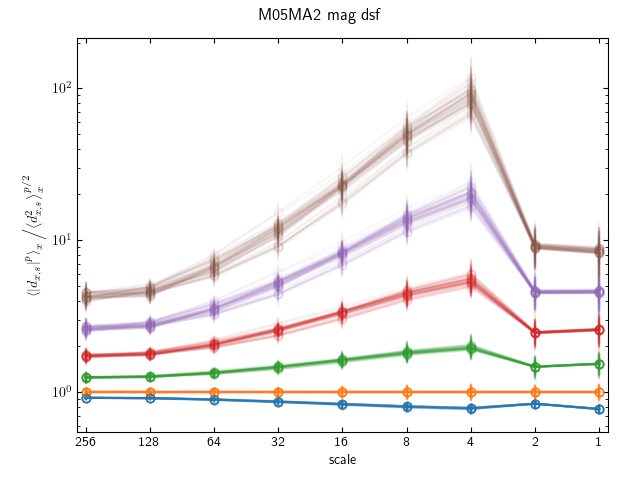 M05MA2 mag dsf
⟨|d_{x,s}|^p⟩_x / ⟨d_{x,s}^2⟩_x^{p/2}
10^2
10^1
10^0
256 128 64 32 16 8 4 2 1
scale